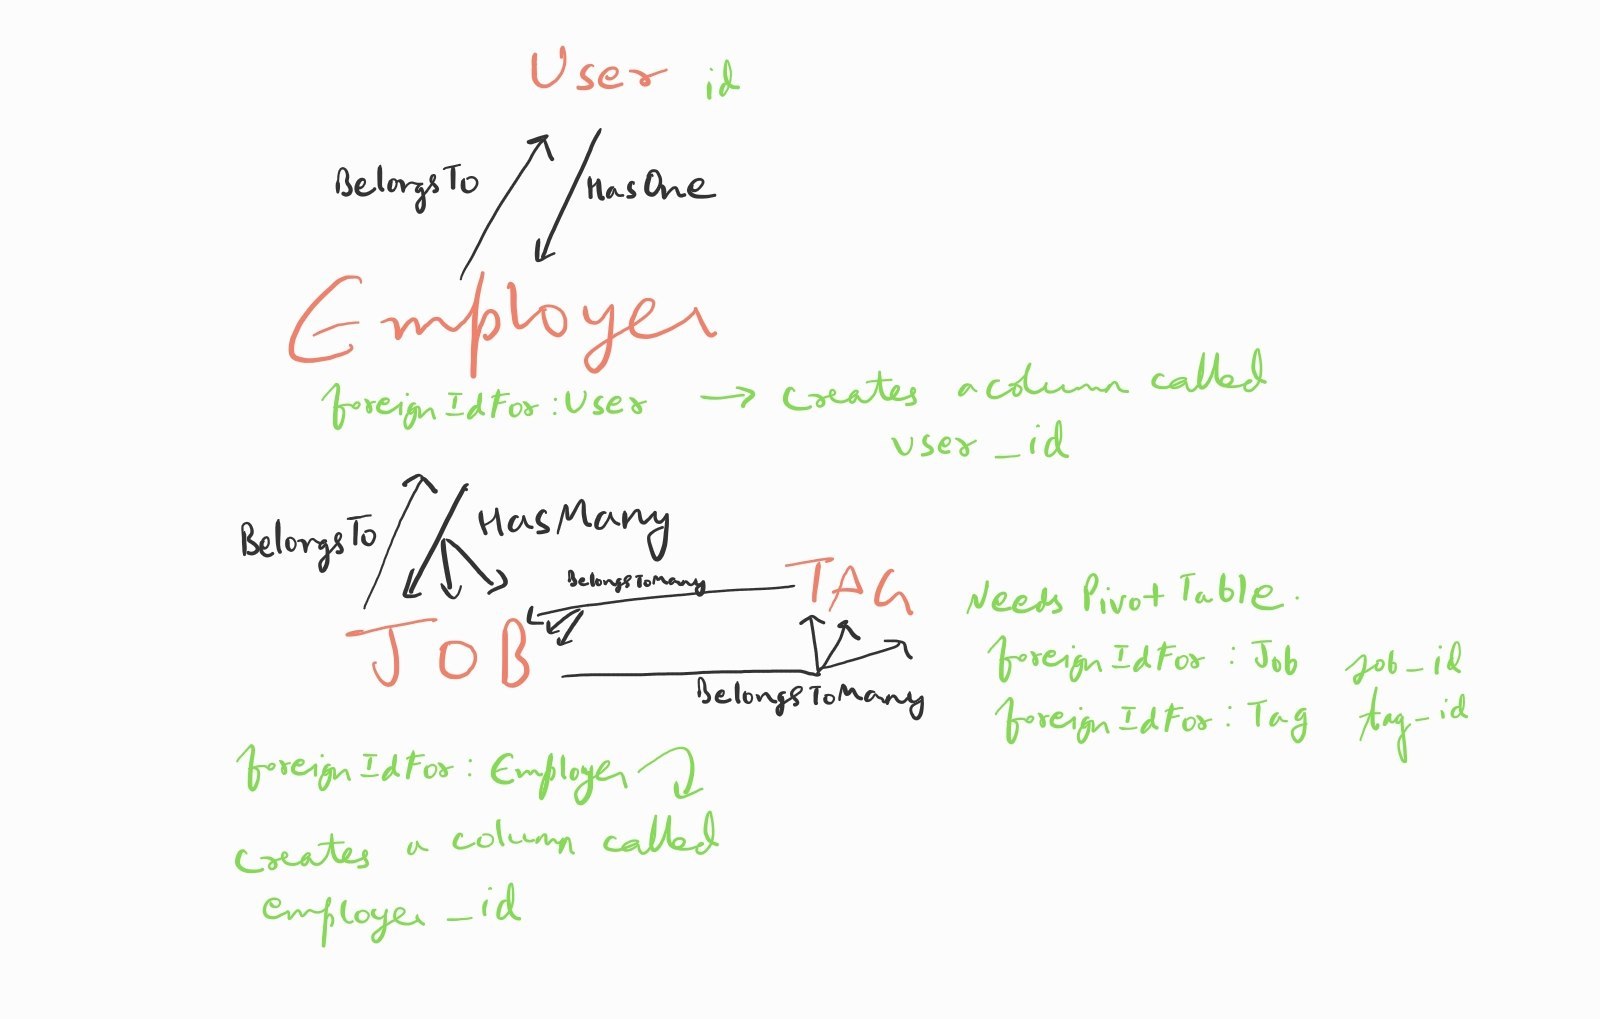 User id
BelongsTo
HasOne
Employer
foreignIdFor:User → creates a column called
user_id
BelongsTo
HasMany
BelongsToMany
TAG
Needs Pivot Table.
JOB
foreignIdFor: Job job_id
BelongsToMany
foreignIdFor: Tag tag_id
foreignIdFor: Employer
creates a column called
employer_id